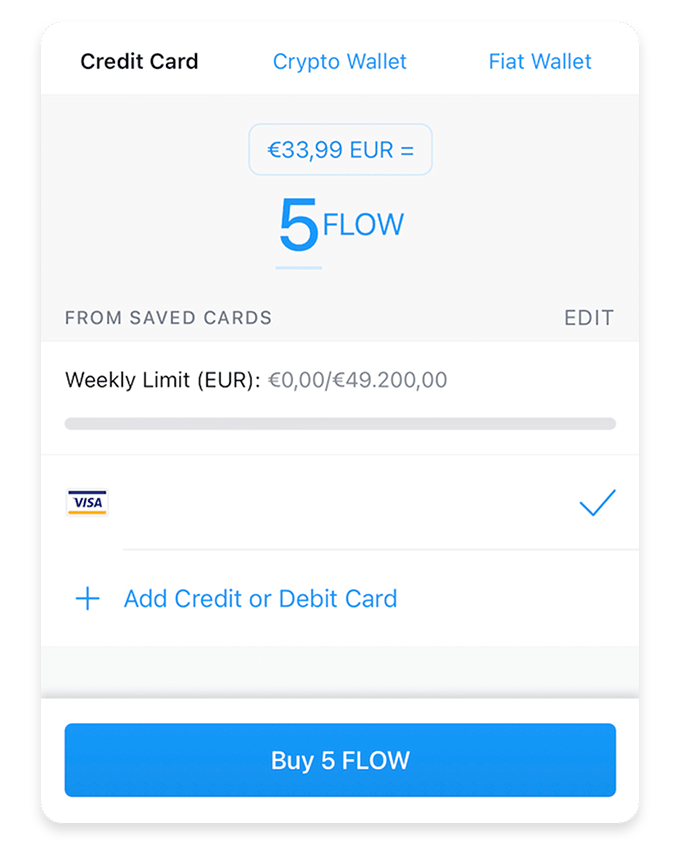 Credit Card Crypto Wallet Fiat Wallet
€33,99 EUR =
5 FLOW
FROM SAVED CARDS EDIT
Weekly Limit (EUR): €0,00/€49.200,00
VISA
Add Credit or Debit Card
Buy 5 FLOW